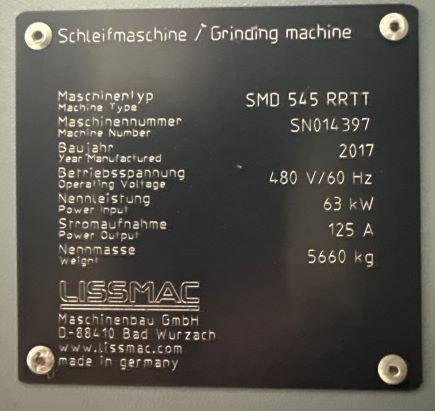 Schleifmaschine / Grinding machine
Maschinentyp SMD 545 RRTT
Machine Type
Maschinennummer SN014397
Machine Number
Baujahr 2017
Year Manufactured
Betriebsspannung 480 V/60 Hz
Operating Voltage
Nennleistung 63 kW
Power Input
Stromaufnahme 125 A
Power Output
Nennmasse 5660 kg
Weight
LISSMAC
Maschinenbau GmbH
D-88410 Bad Wurzach
www.lissmac.com
made in germany